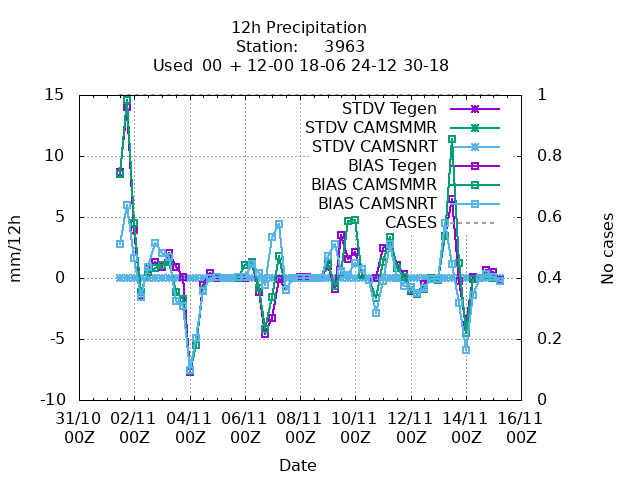 12h Precipitation
Station: 3963
Used 00 + 12-00 18-06 24-12 30-18
STDV Tegen
STDV CAMSMMR
STDV CAMSNRT
BIAS Tegen
BIAS CAMSMMR
BIAS CAMSNRT
CASES
mm/12h
15
10
5
0
-5
-10
No cases
1
0.8
0.6
0.4
0.2
0
31/10 02/11 04/11 06/11 08/11 10/11 12/11 14/11 16/11
00Z 00Z 00Z 00Z 00Z 00Z 00Z 00Z 00Z
Date